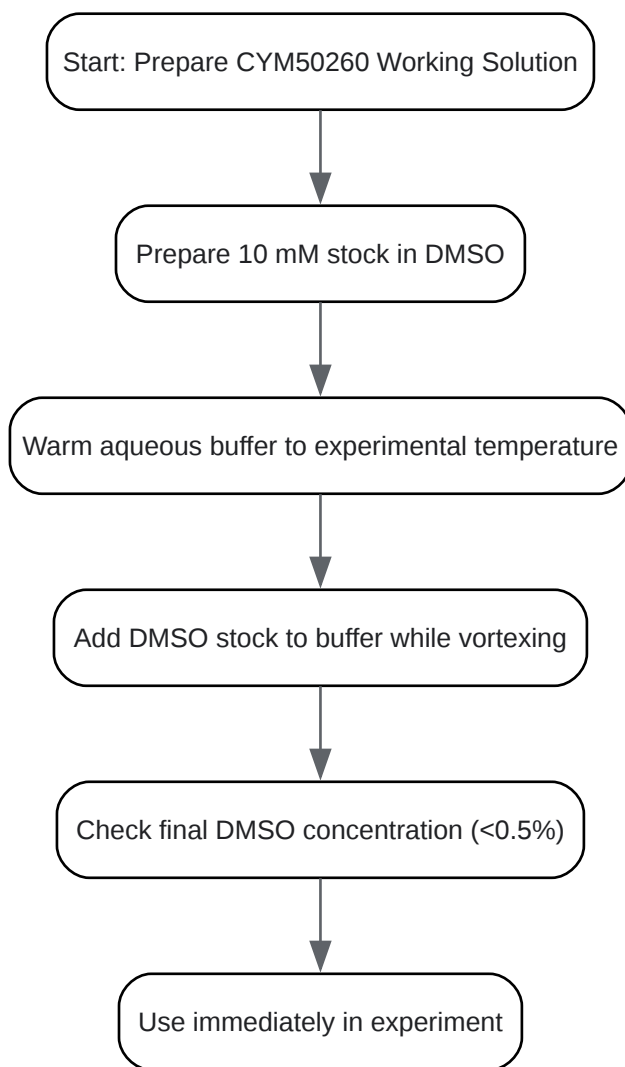 Start: Prepare CYM50260 Working Solution
Prepare 10 mM stock in DMSO
Warm aqueous buffer to experimental temperature
Add DMSO stock to buffer while vortexing
Check final DMSO concentration (<0.5%)
Use immediately in experiment